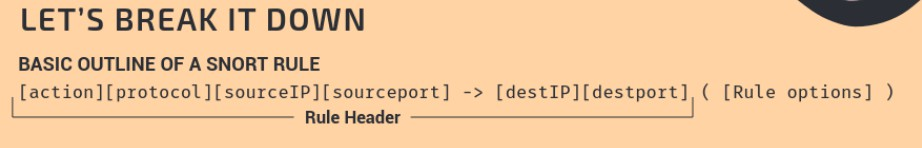 LET'S BREAK IT DOWN
BASIC OUTLINE OF A SNORT RULE
[action][protocol][sourceIP][sourceport] -> [destIP][destport] ( [Rule options] )
Rule Header